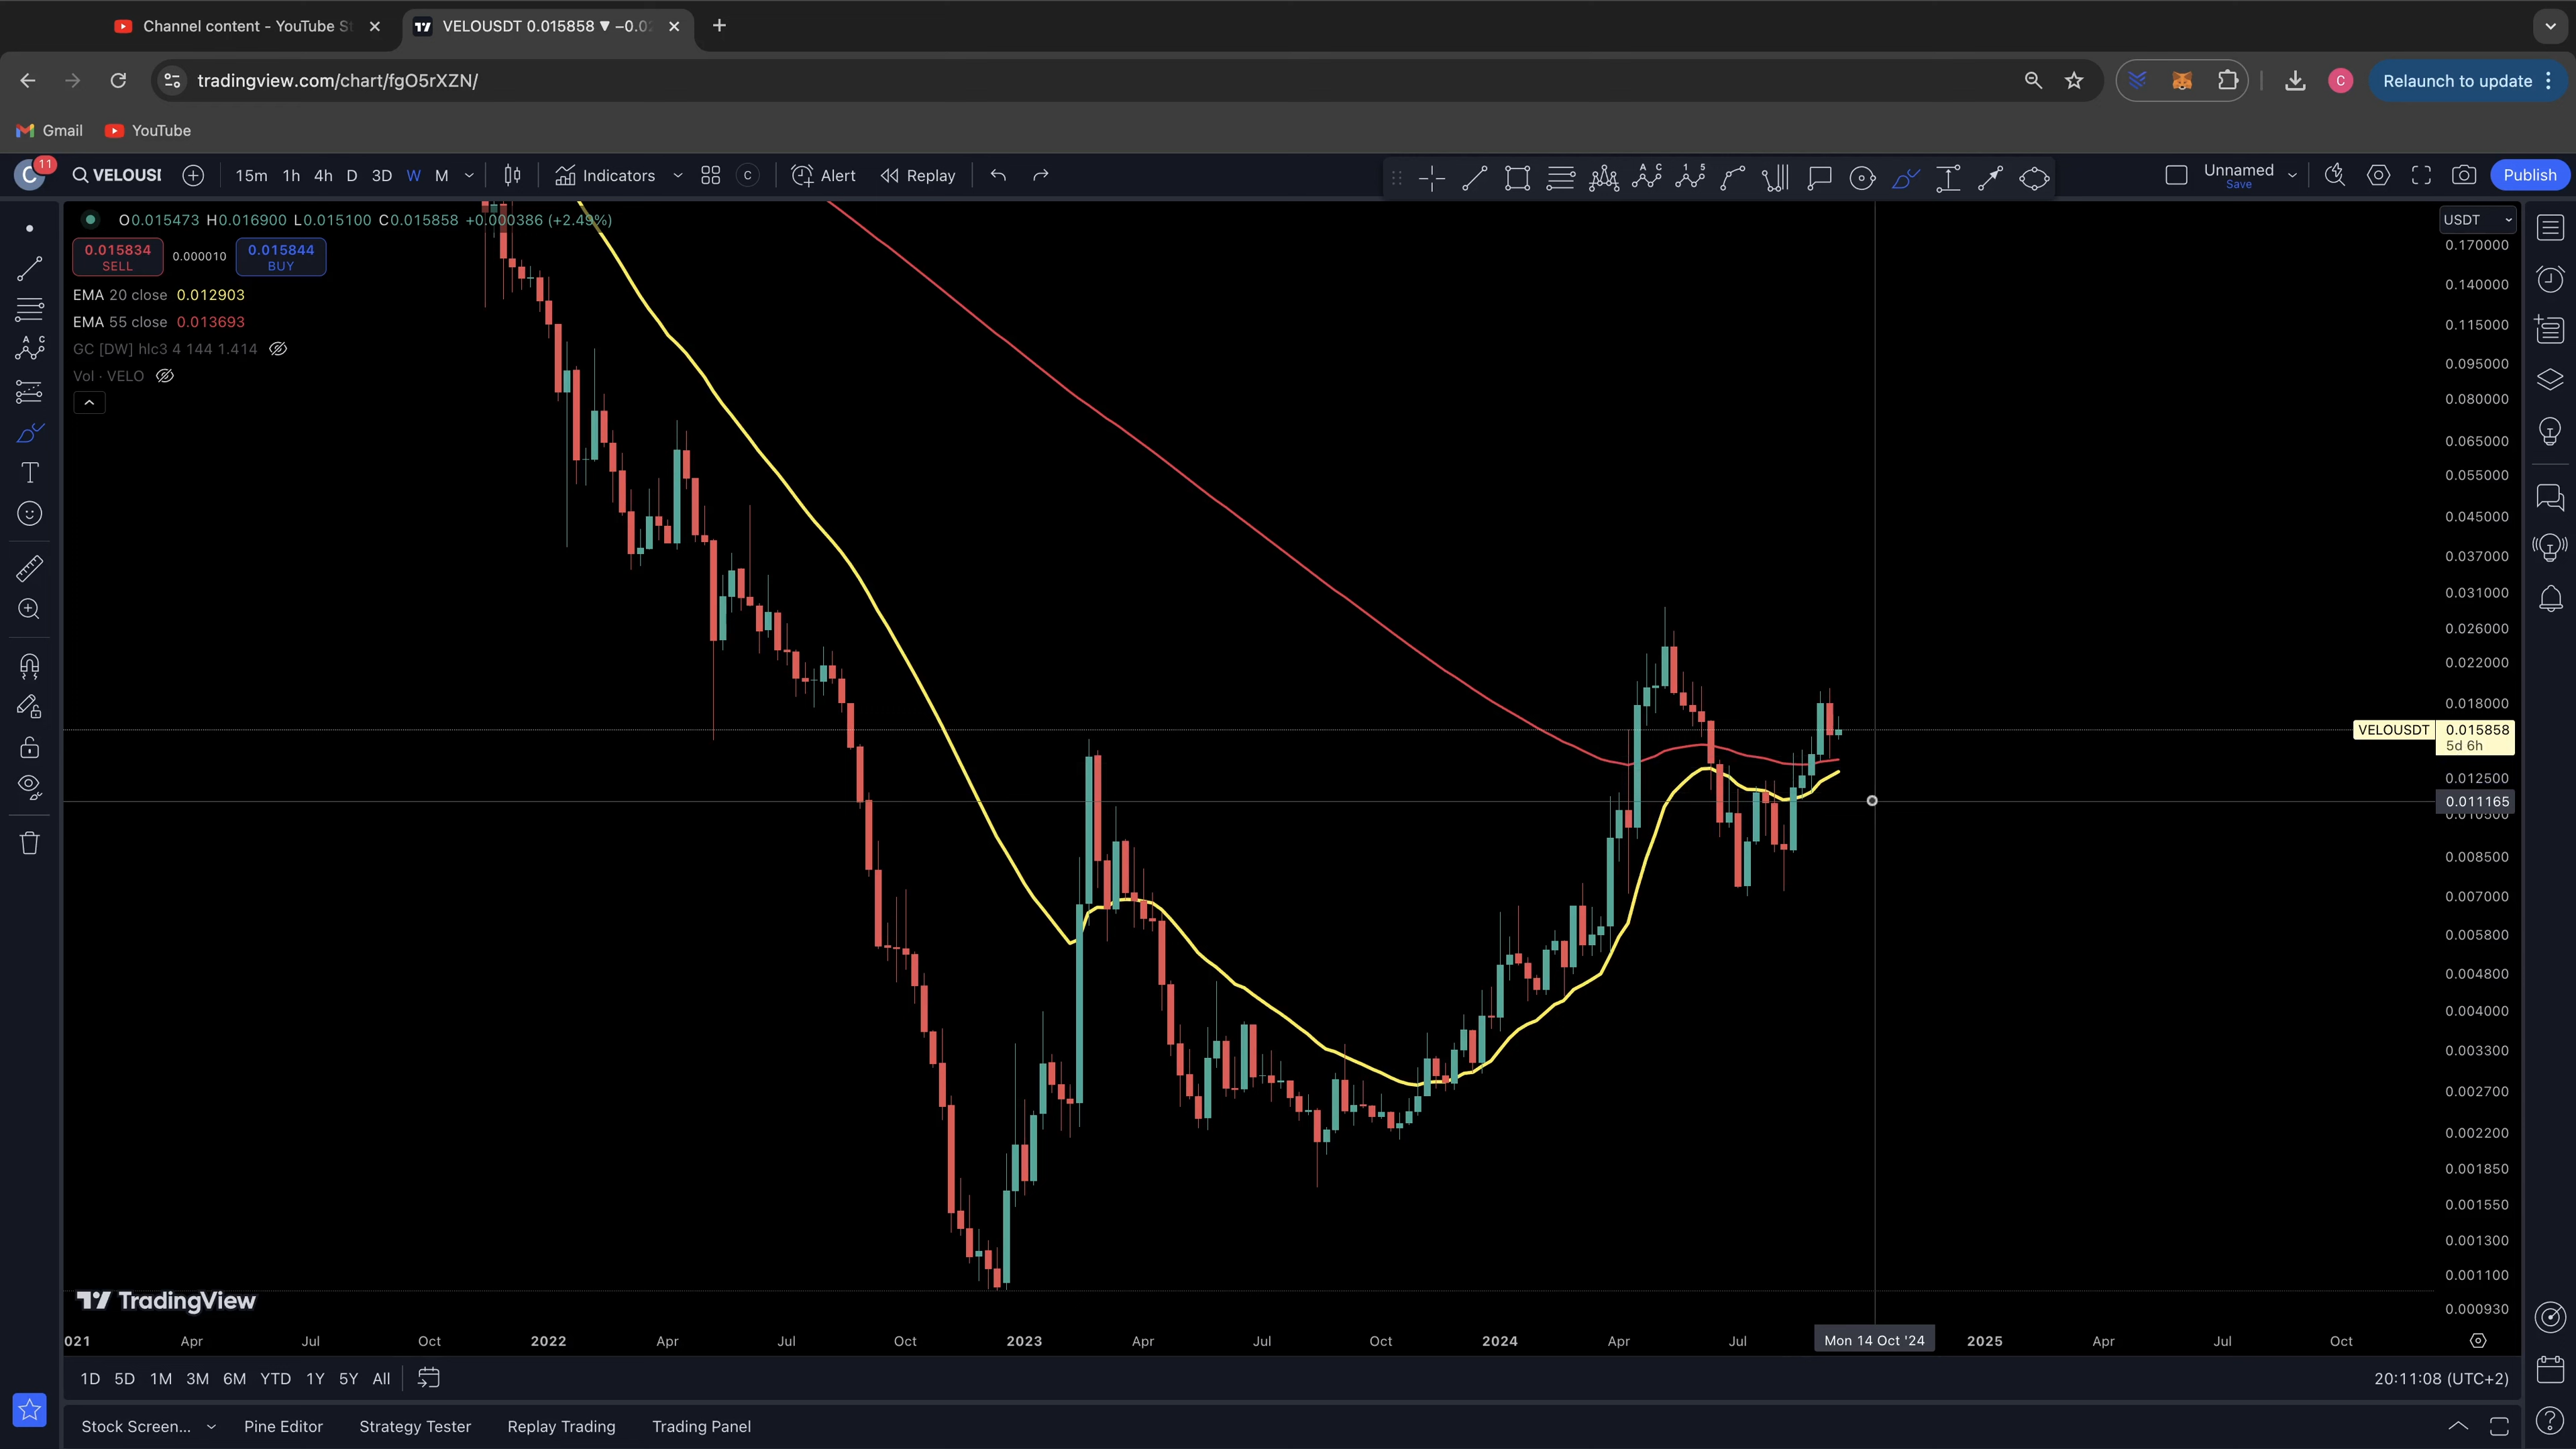 Channel content - YouTube St
VELOUSDT 0.015858 ▼ −0.02
tradingview.com/chart/fgO5rXZN/
Relaunch to update
Gmail YouTube
C 11 VELOUSI 15m 1h 4h D 3D W M Indicators C Alert Replay Unnamed Save Publish
O0.015473 H0.016900 L0.015100 C0.015858 +0.000386 (+2.49%)
0.015834 SELL 0.000010 0.015844 BUY
EMA 20 close 0.012903
EMA 55 close 0.013693
GC [DW] hlc3 4 144 1.414
Vol · VELO
USDT
0.170000
0.140000
0.115000
0.095000
0.080000
0.065000
0.055000
0.045000
0.037000
0.031000
0.026000
0.022000
0.018000
VELOUSDT 0.015858
5d 6h
0.012500
0.011165
0.008500
0.007000
0.005800
0.004800
0.004000
0.003300
0.002700
0.002200
0.001850
0.001550
0.001300
0.001100
0.000930
TradingView
021 Apr Jul Oct 2022 Apr Jul Oct 2023 Apr Jul Oct 2024 Apr Jul Mon 14 Oct '24 2025 Apr Jul Oct
1D 5D 1M 3M 6M YTD 1Y 5Y All 20:11:08 (UTC+2)
Stock Screen... Pine Editor Strategy Tester Replay Trading Trading Panel